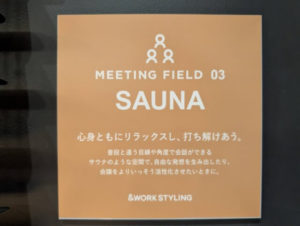 MEETING FIELD 03
SAUNA
心身ともにリラックスし、打ち解けあう。
普段と違う目線や角度で会話ができる
サウナのような空間で、自由な発想を生み出したり、
会議をよりいっそう活性化させたいときに。
&WORK STYLING